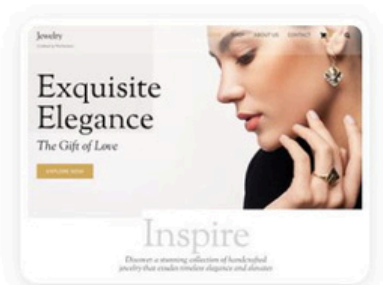 Jewelry
ABOUT US CONTACT
Exquisite
Elegance
The Gift of Love
EXPLORE NOW
Inspire
Discover a stunning collection of handcrafted
jewelry that exudes timeless elegance and elevates